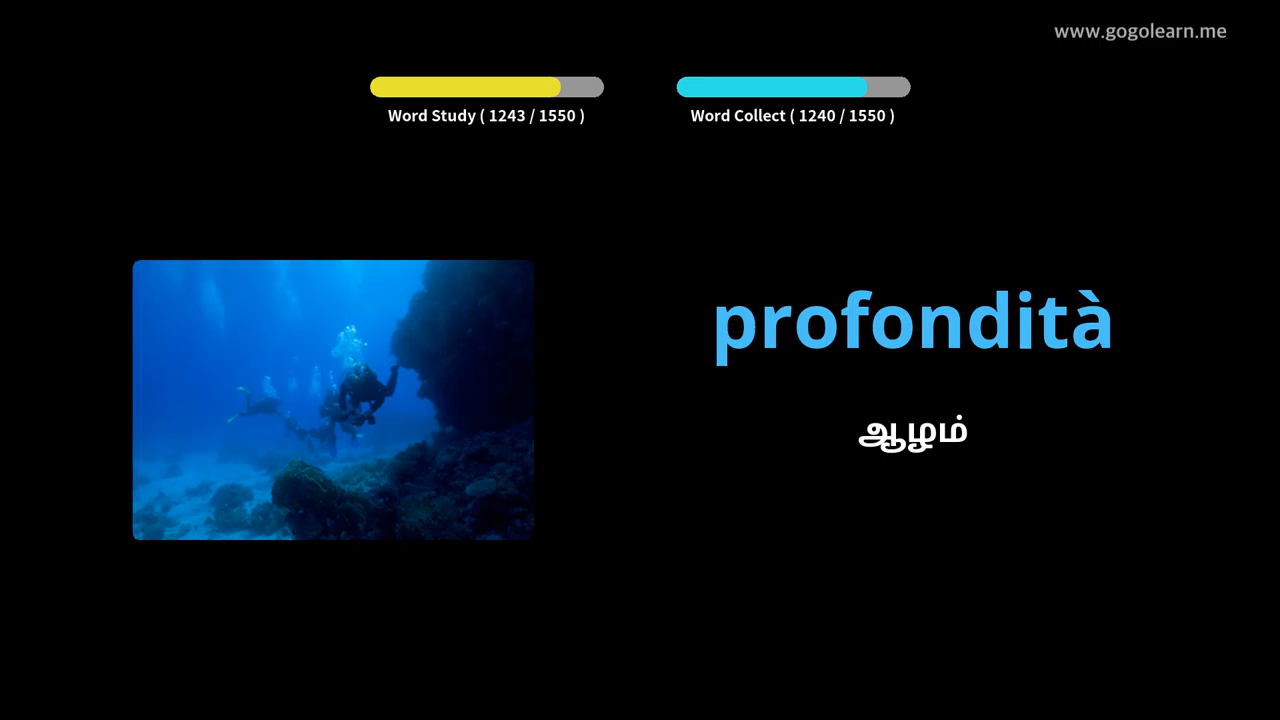 www.gogolearn.me
Word Study ( 1243 / 1550 )
Word Collect ( 1240 / 1550 )
profondità
ஆழம்